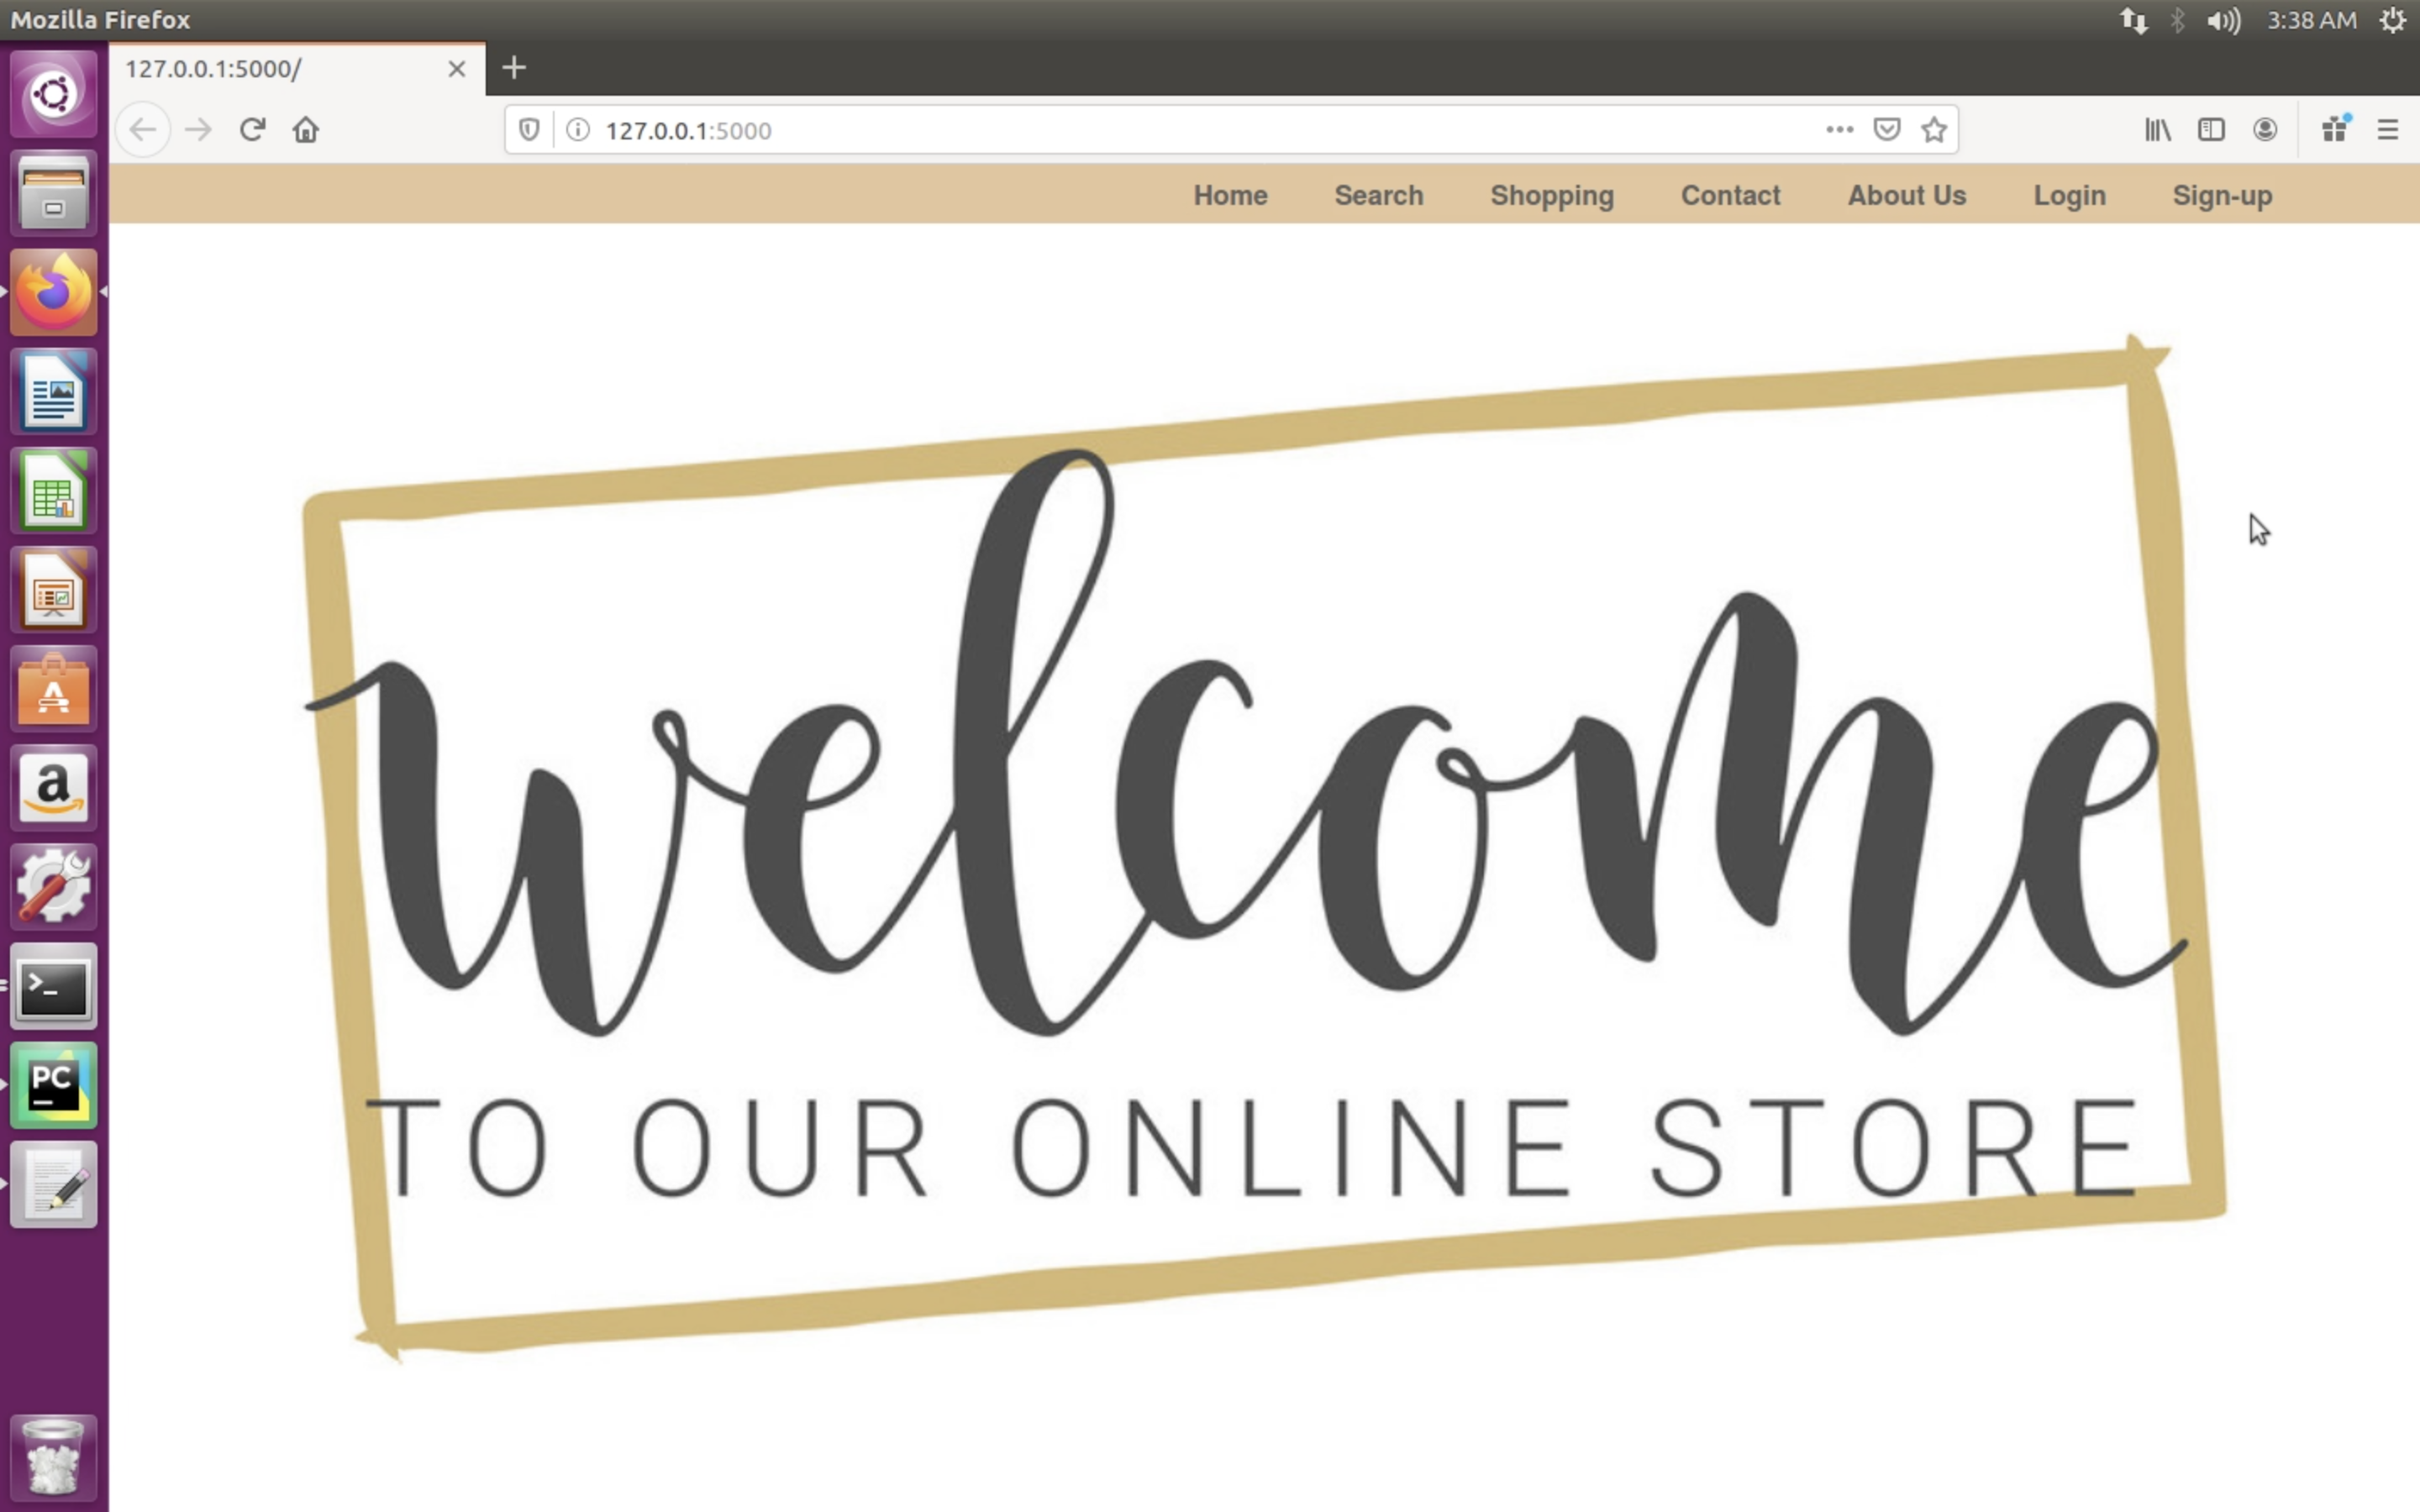 Mozilla Firefox
3:38 AM
127.0.0.1:5000/
127.0.0.1:5000
Home Search Shopping Contact About Us Login Sign-up
welcome
TO OUR ONLINE STORE
A
a
>_
PC